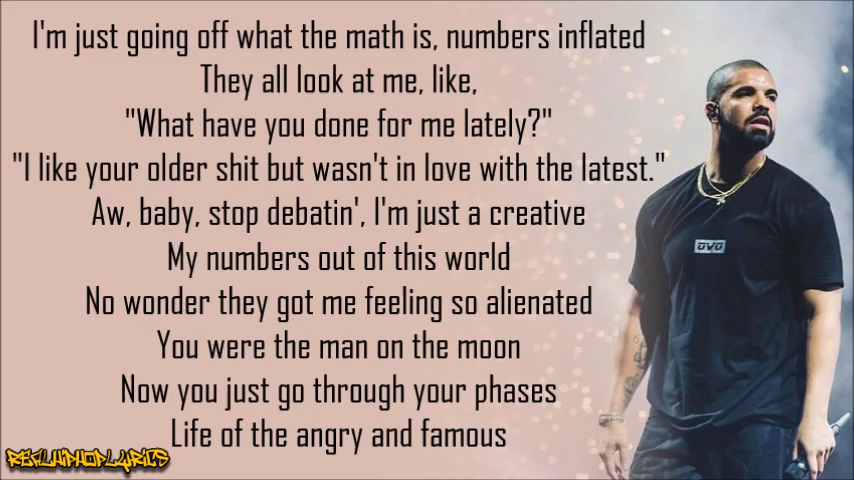 I'm just going off what the math is, numbers inflated
They all look at me, like,
"What have you done for me lately?"
"I like your older shit but wasn't in love with the latest."
Aw, baby, stop debatin', I'm just a creative
My numbers out of this world
No wonder they got me feeling so alienated
You were the man on the moon
Now you just go through your phases
Life of the angry and famous
OVO
REFLHIPHOPLYRICS